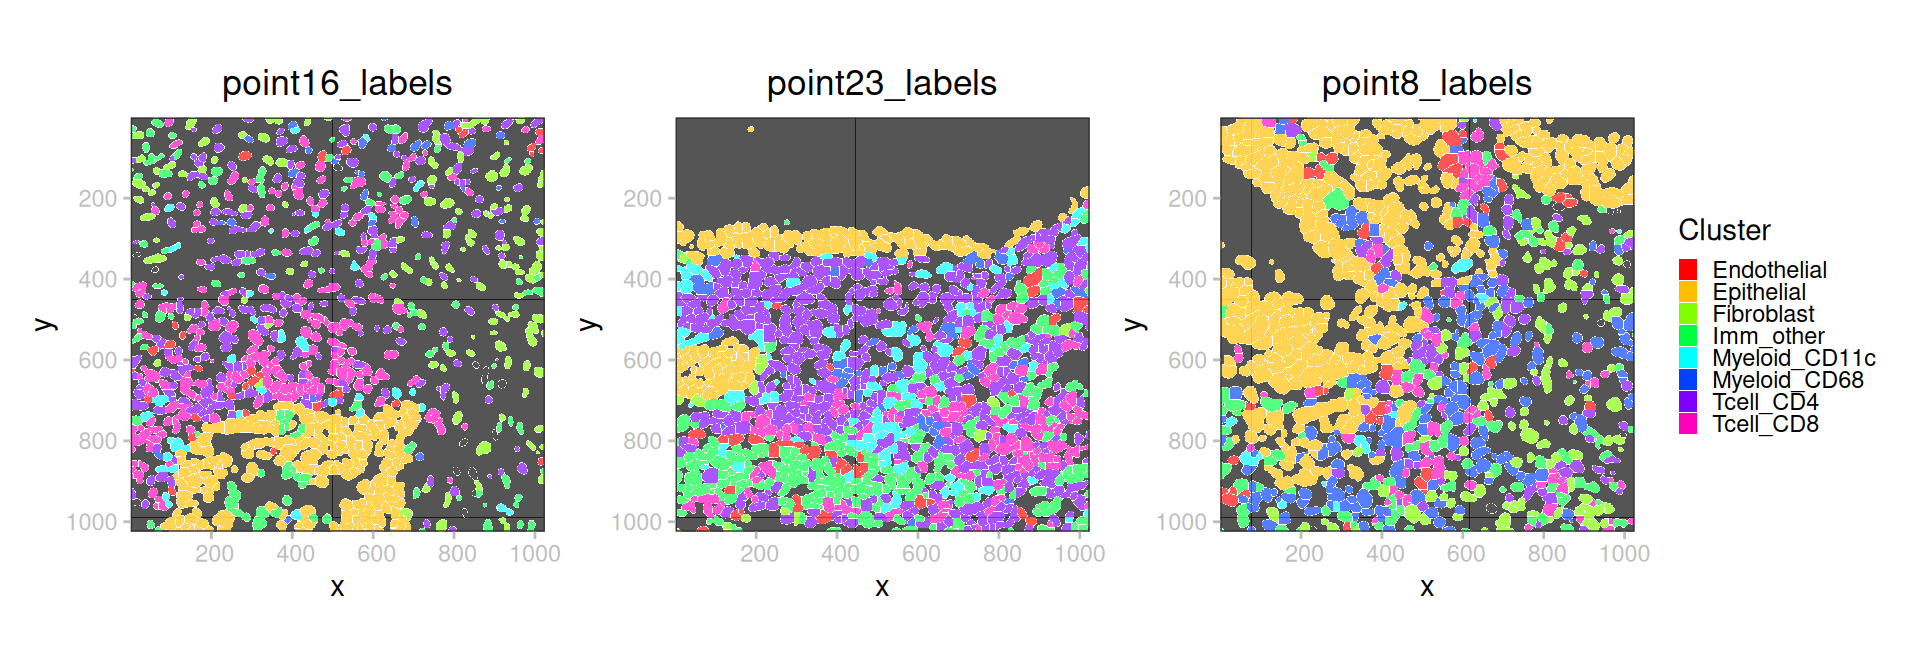 point16_labels
point23_labels
point8_labels
y
200
400
600
800
1000
200
400
600
800
1000
x
y
200
400
600
800
1000
200
400
600
800
1000
x
y
200
400
600
800
1000
200
400
600
800
1000
x
Cluster
Endothelial
Epithelial
Fibroblast
Imm_other
Myeloid_CD11c
Myeloid_CD68
Tcell_CD4
Tcell_CD8